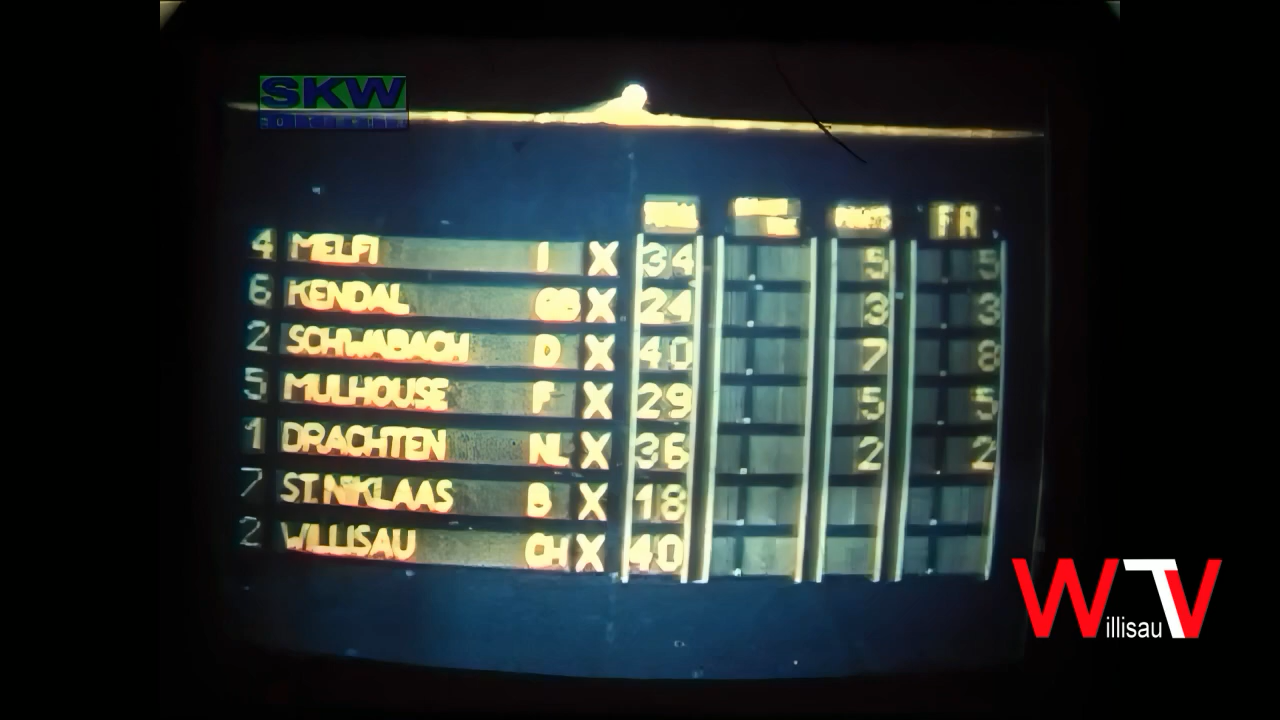 SKW
FR
4 MELFI I X 34 5 5
6 KENDAL GB X 24 3 3
2 SCHWABACH D X 40 7 8
5 MULHOUSE F X 29 5 5
1 DRACHTEN NL X 36 2 2
7 ST. NIKLAAS B X 18
2 WILLISAU CH X 40
Willisau TV